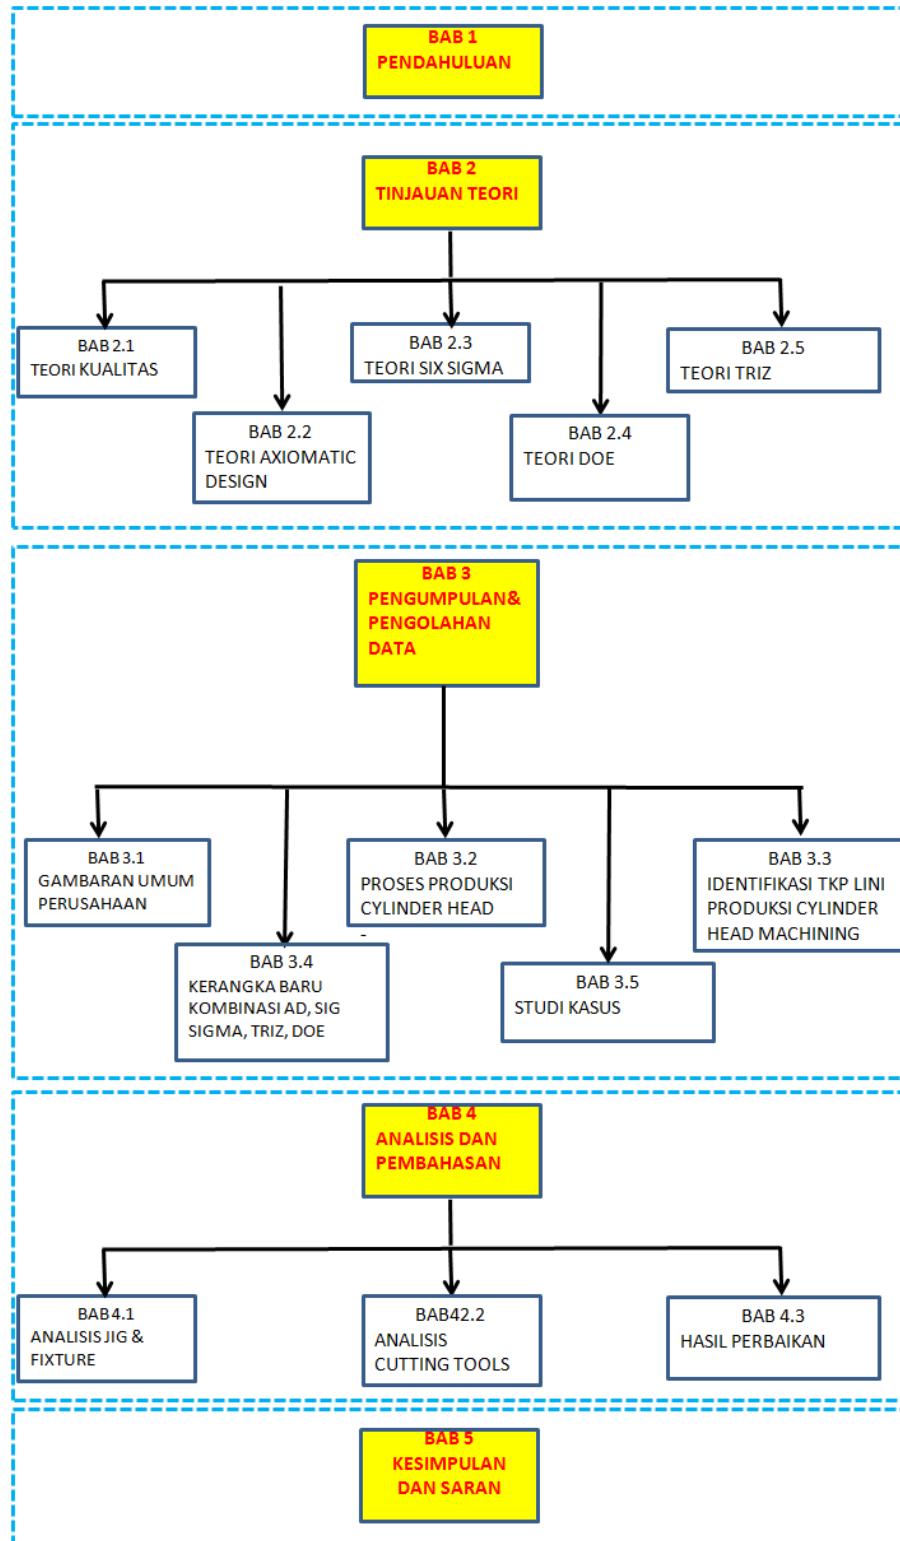 BAB 1
PENDAHULUAN
BAB 2
TINJAUAN TEORI
BAB 2.1
TEORI KUALITAS
BAB 2.2
TEORI AXIOMATIC
DESIGN
BAB 2.3
TEORI SIX SIGMA
BAB 2.4
TEORI DOE
BAB 2.5
TEORI TRIZ
BAB 3
PENGUMPULAN&
PENGOLAHAN
DATA
BAB 3.1
GAMBARAN UMUM
PERUSAHAAN
BAB 3.2
PROSES PRODUKSI
CYLINDER HEAD
-
BAB 3.3
IDENTIFIKASI TKP LINI
PRODUKSI CYLINDER
HEAD MACHINING
BAB 3.4
KERANGKA BARU
KOMBINASI AD, SIG
SIGMA, TRIZ, DOE
BAB 3.5
STUDI KASUS
BAB 4
ANALISIS DAN
PEMBAHASAN
BAB 4.1
ANALISIS JIG &
FIXTURE
BAB42.2
ANALISIS
CUTTING TOOLS
BAB 4.3
HASIL PERBAIKAN
BAB 5
KESIMPULAN
DAN SARAN